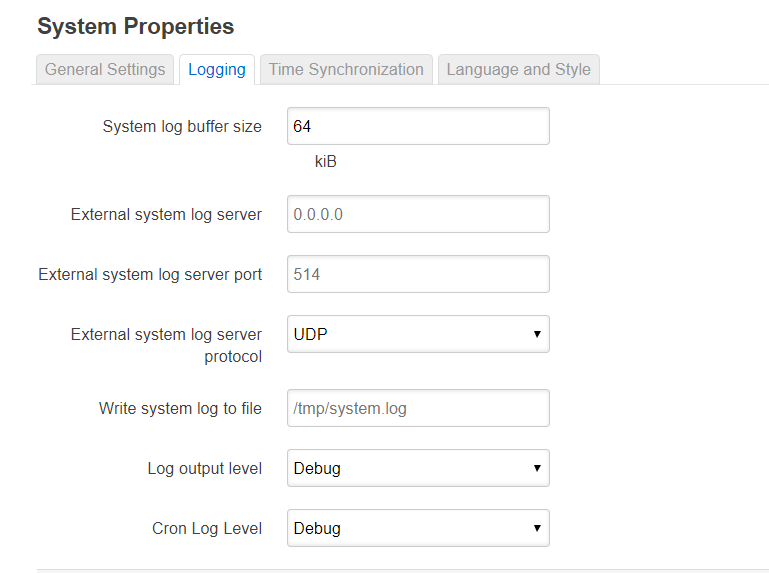 System Properties
General Settings Logging Time Synchronization Language and Style
System log buffer size 64
kiB
External system log server 0.0.0.0
External system log server port 514
External system log server UDP
protocol
Write system log to file /tmp/system.log
Log output level Debug
Cron Log Level Debug